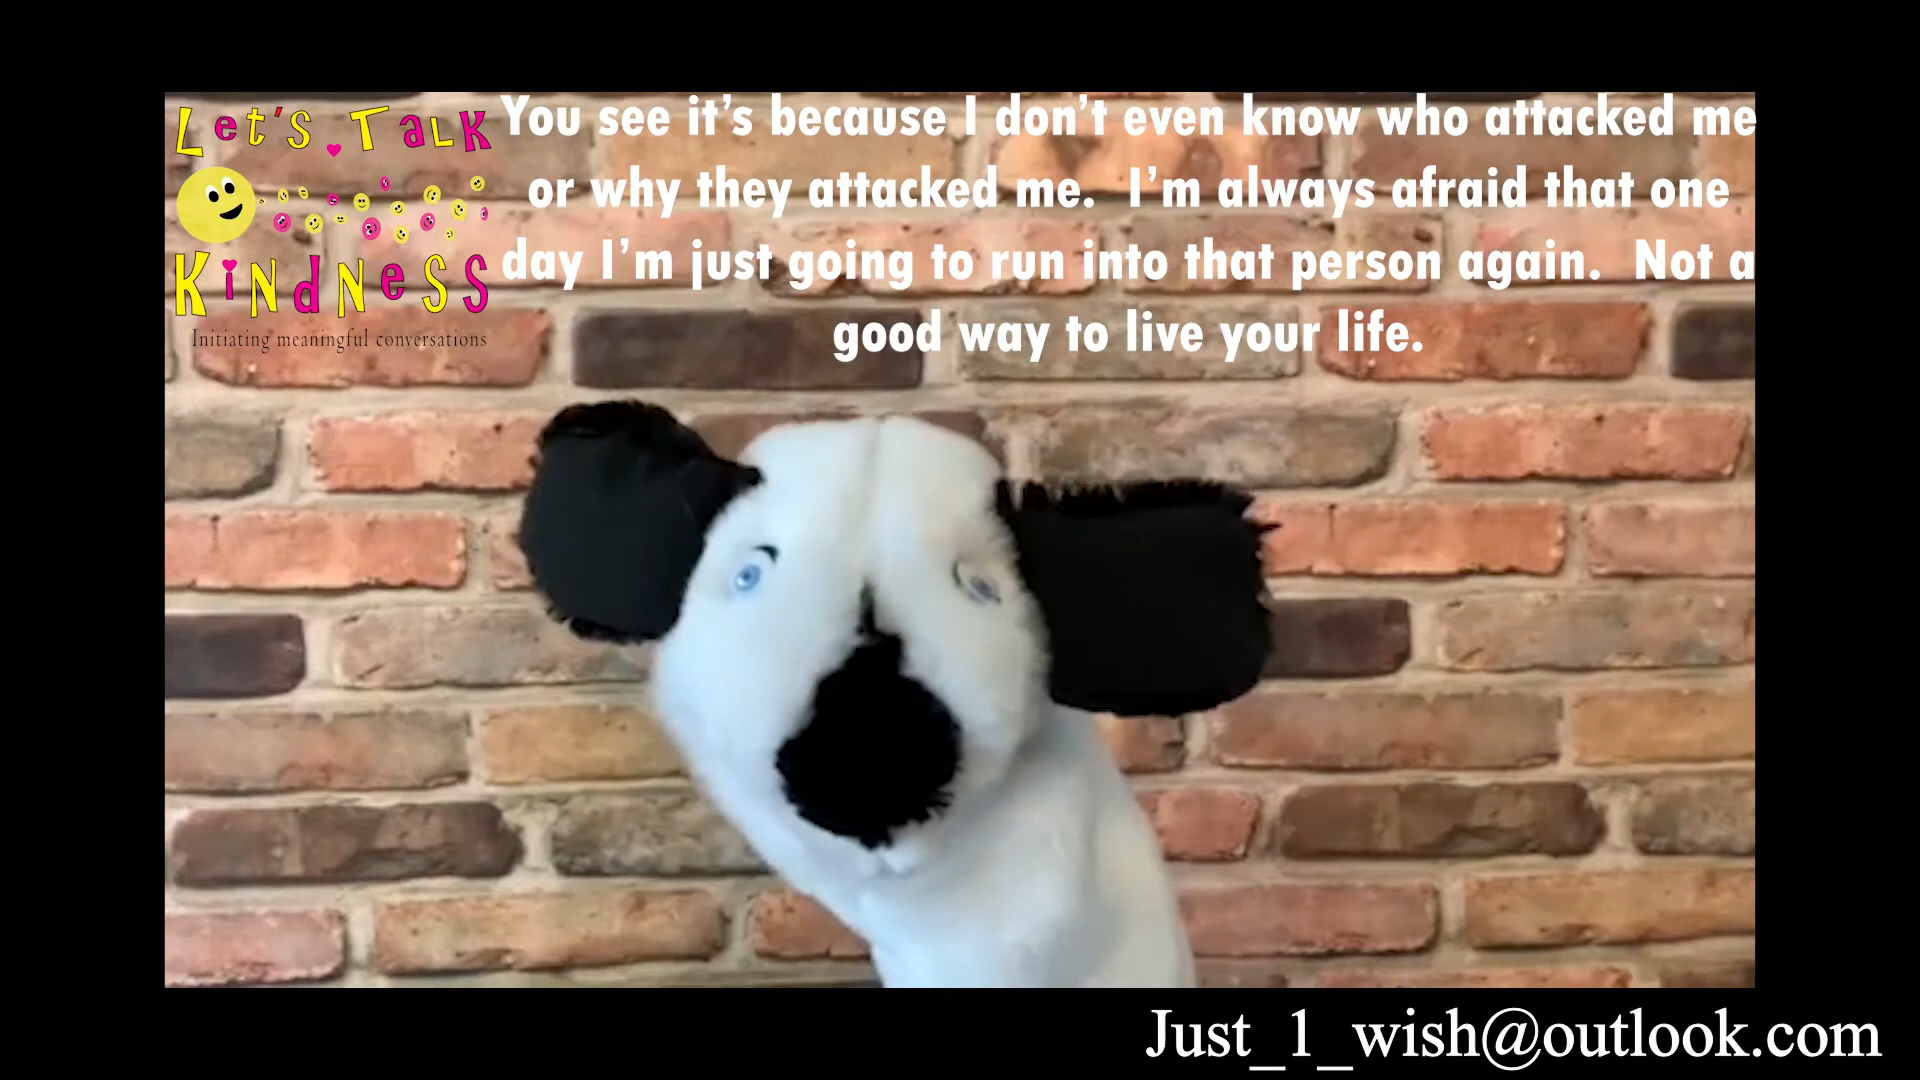 Let's Talk
Kindness
Initiating meaningful conversations
You see it's because I don't even know who attacked me
or why they attacked me.  I'm always afraid that one
day I'm just going to run into that person again.  Not a
good way to live your life.
Just_1_wish@outlook.com